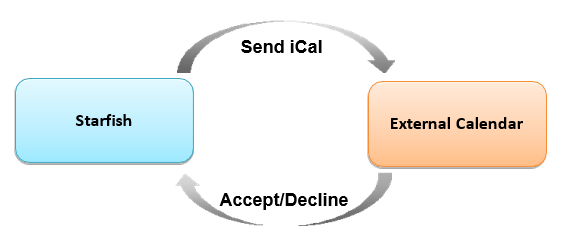 Send iCal
Starfish
External Calendar
Accept/Decline